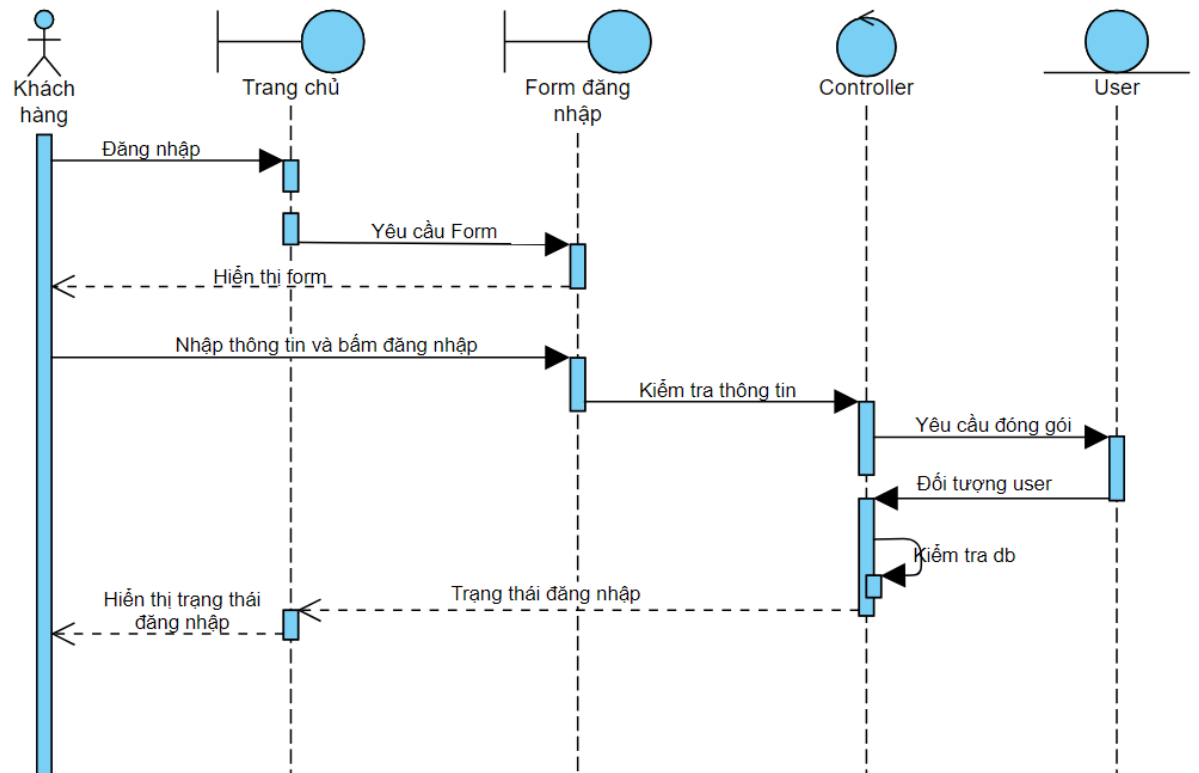 Khách
hàng
Trang chủ
Form đăng
nhập
Controller
User
Đăng nhập
Yêu cầu Form
Hiển thị form
Nhập thông tin và bấm đăng nhập
Kiểm tra thông tin
Yêu cầu đóng gói
Đối tượng user
Kiểm tra db
Trạng thái đăng nhập
Hiển thị trạng thái
đăng nhập